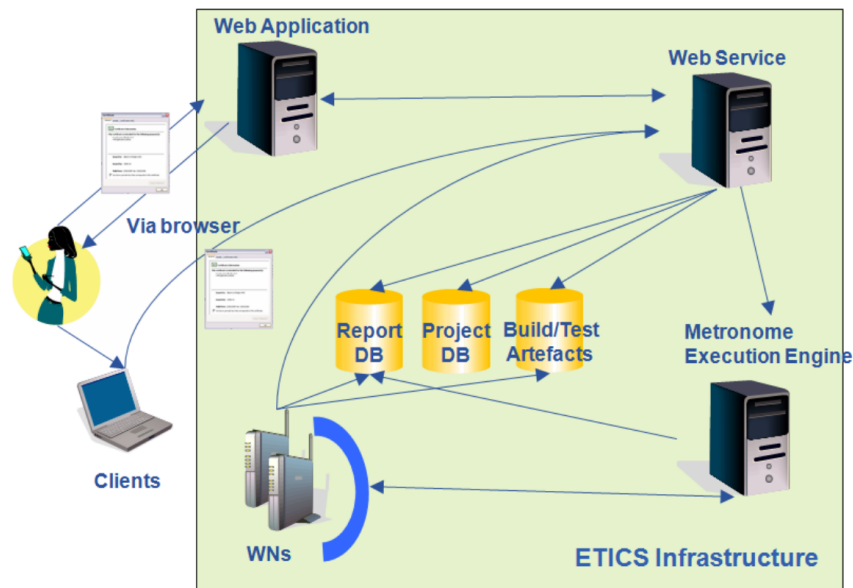 Web Application
Web Service
Via browser
Report
DB
Project
DB
Build/Test
Artefacts
Metronome
Execution Engine
Clients
WNs
ETICS Infrastructure